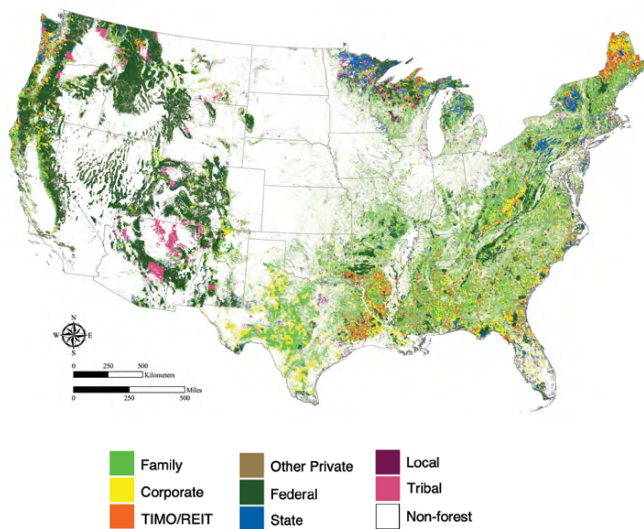 N
W E
S
0 250 500
Kilometers
Miles
0 250 500
Family
Corporate
TIMO/REIT
Other Private
Federal
State
Local
Tribal
Non-forest